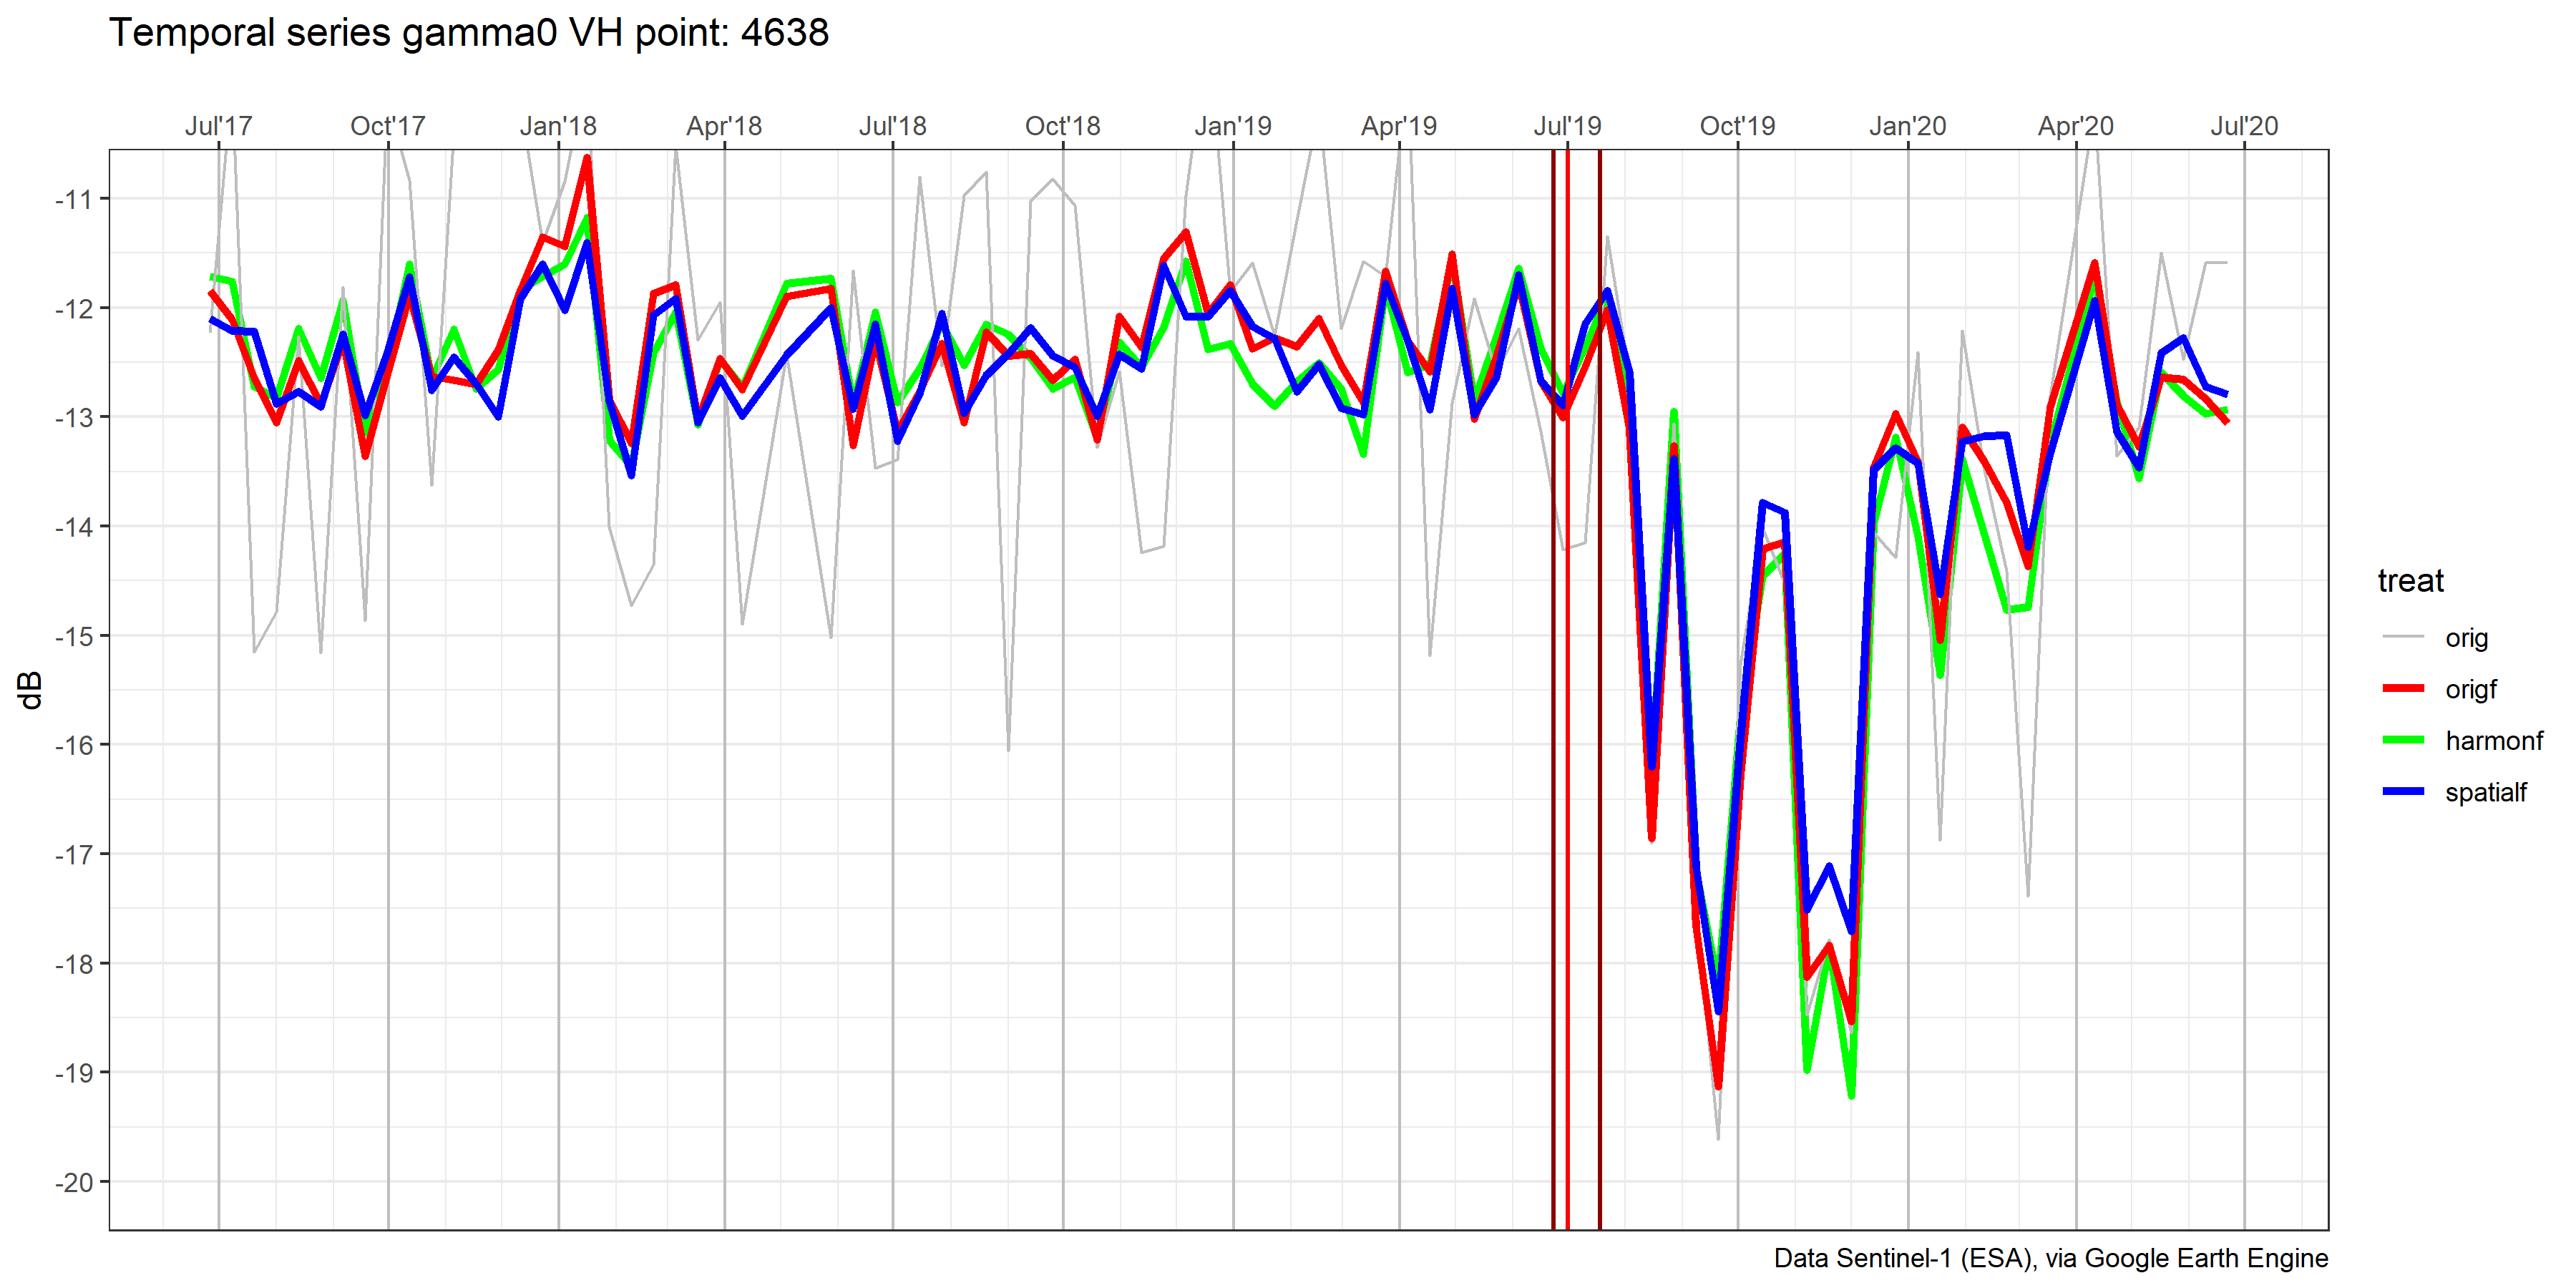 Temporal series gamma0 VH point: 4638
Jul'17 Oct'17 Jan'18 Apr'18 Jul'18 Oct'18 Jan'19 Apr'19 Jul'19 Oct'19 Jan'20 Apr'20 Jul'20
-11
-12
-13
-14
-15
-16
-17
-18
-19
-20
dB
treat
orig
origf
harmonf
spatialf
Data Sentinel-1 (ESA), via Google Earth Engine